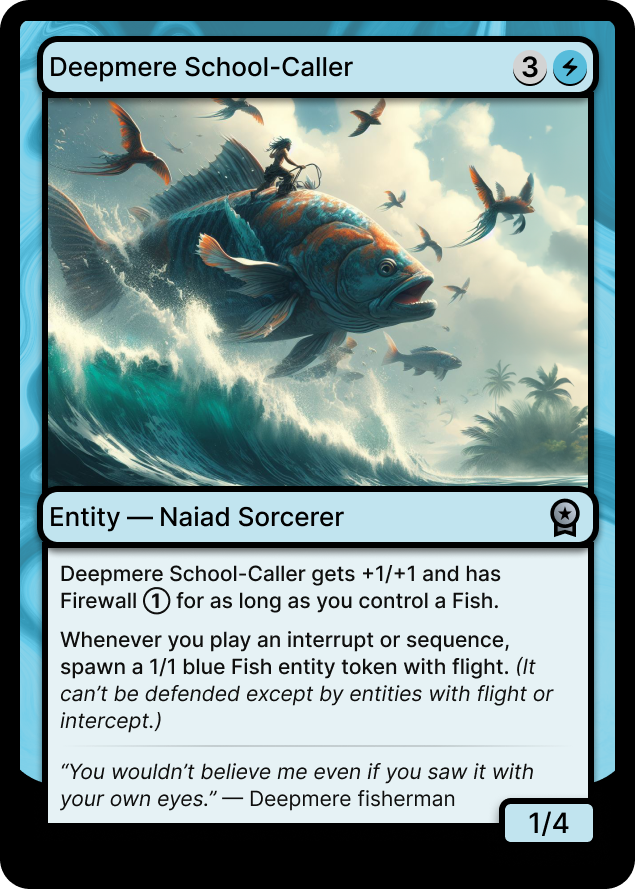 Deepmere School-Caller 3
Entity — Naiad Sorcerer
Deepmere School-Caller gets +1/+1 and has
Firewall ① for as long as you control a Fish.
Whenever you play an interrupt or sequence,
spawn a 1/1 blue Fish entity token with flight. (It
can’t be defended except by entities with flight or
intercept.)
“You wouldn’t believe me even if you saw it with
your own eyes.” — Deepmere fisherman
1/4